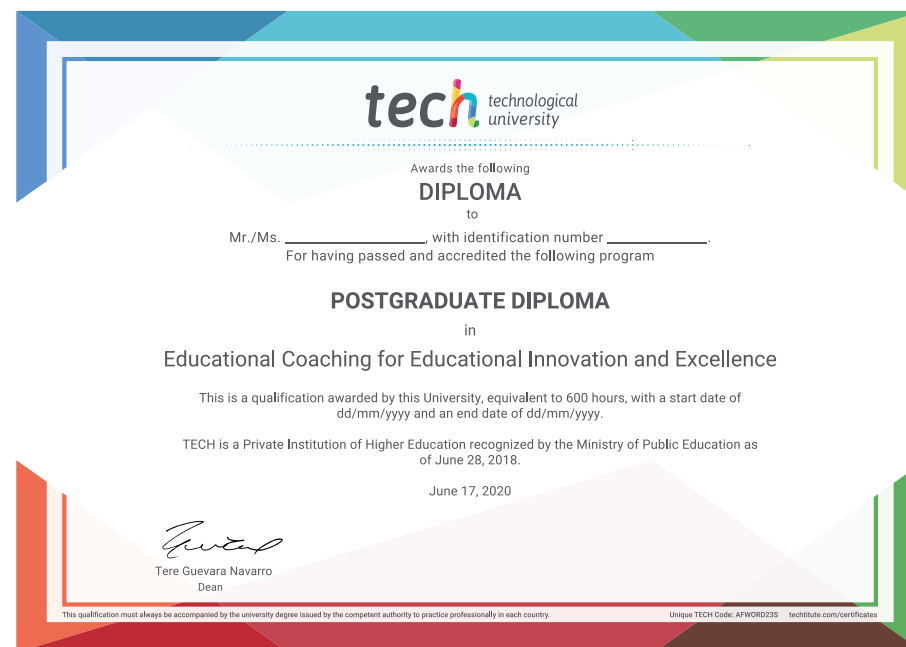 tech technological
university
Awards the following
DIPLOMA
to
Mr./Ms. ____________________, with identification number ______________.
For having passed and accredited the following program
POSTGRADUATE DIPLOMA
in
Educational Coaching for Educational Innovation and Excellence
This is a qualification awarded by this University, equivalent to 600 hours, with a start date of
dd/mm/yyyy and an end date of dd/mm/yyyy.
TECH is a Private Institution of Higher Education recognized by the Ministry of Public Education as
of June 28, 2018.
June 17, 2020
Tere Guevara Navarro
Dean
This qualification must always be accompanied by the university degree issued by the competent authority to practice professionally in each country. Unique TECH Code: AFWORD23S techtitute.com/certificates